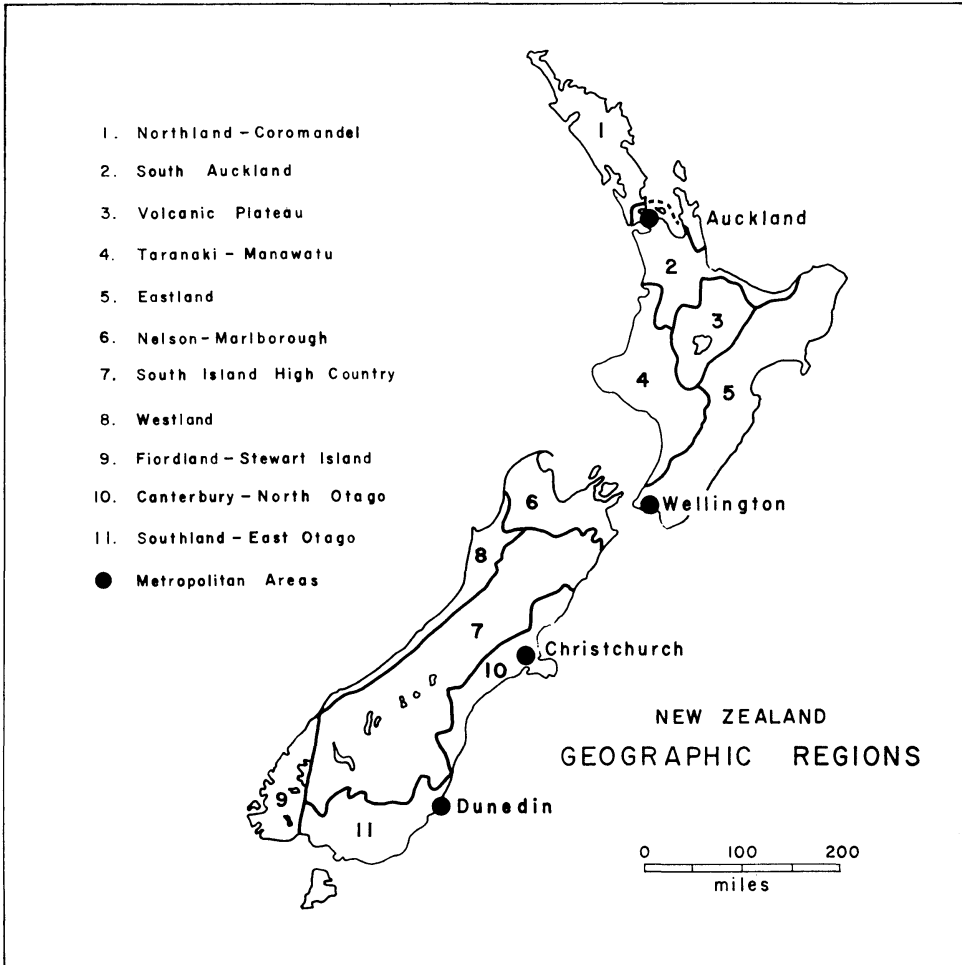 1. Northland-Coromandel
2. South Auckland
3. Volcanic Plateau
4. Taranaki-Manawatu
5. Eastland
6. Nelson-Marlborough
7. South Island High Country
8. Westland
9. Fiordland-Stewart Island
10. Canterbury-North Otago
11. Southland-East Otago
Metropolitan Areas
1
Auckland
2
3
4
5
6
Wellington
8
7
Christchurch
10
NEW ZEALAND
GEOGRAPHIC REGIONS
9
Dunedin
11
0 100 200
miles